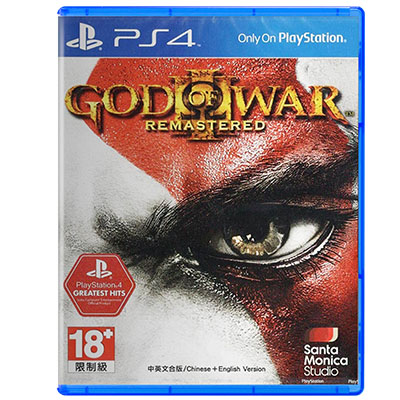 PS4
Only On PlayStation®
GOD OF WAR
III
REMASTERED
PlayStation®4
GREATEST HITS
18+
限制級
中英文合版/Chinese + English Version
Santa
Monica
Studio
PlayStation